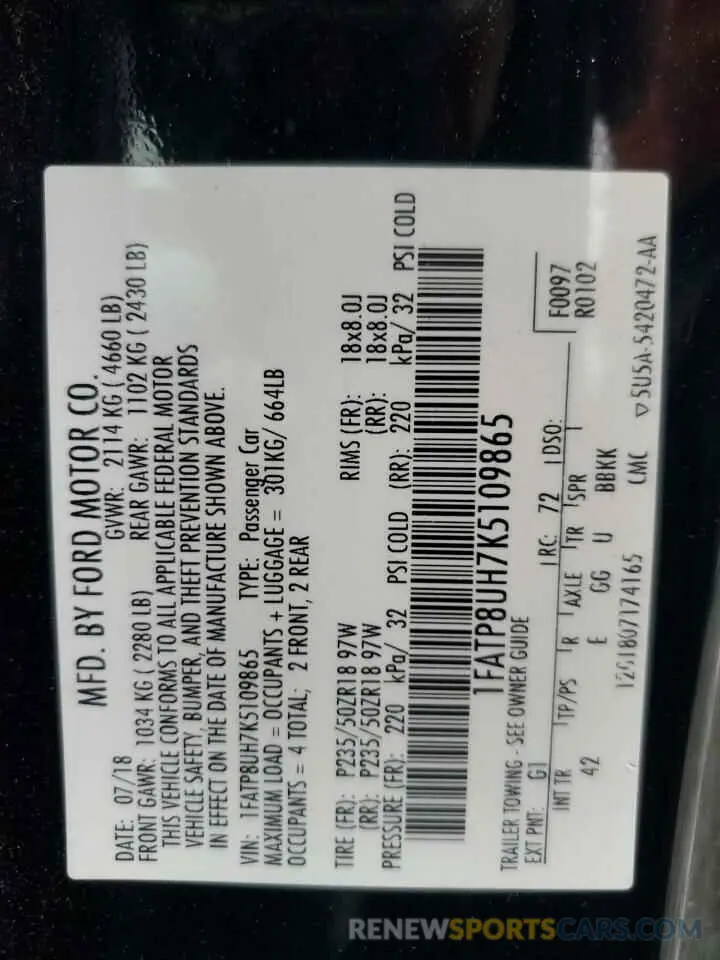 MFD. BY FORD MOTOR CO.
DATE: 07/18 GVWR: 2114 KG ( 4660 LB)
FRONT GAWR: 1034 KG ( 2280 LB) REAR GAWR: 1102 KG ( 2430 LB)
THIS VEHICLE CONFORMS TO ALL APPLICABLE FEDERAL MOTOR
VEHICLE SAFETY, BUMPER, AND THEFT PREVENTION STANDARDS
IN EFFECT ON THE DATE OF MANUFACTURE SHOWN ABOVE.
VIN: 1FATP8UH7K5109865 TYPE: Passenger Car
MAXIMUM LOAD = OCCUPANTS + LUGGAGE = 301KG/ 664LB
OCCUPANTS = 4 TOTAL; 2 FRONT, 2 REAR
TIRE (FR): P235/50ZR18 97W RIMS (FR): 18x8.0J
(RR): P235/50ZR18 97W (RR): 18x8.0J
PRESSURE (FR): 220 kPa/ 32 PSI COLD (RR): 220 kPa/ 32 PSI COLD
1FATP8UH7K5109865
TRAILER TOWING - SEE OWNER GUIDE
EXT PNT: G1 RC: 72 DSO: F0097
INT TR TP/PS R AXLE TR SPR R0102
42 E GG U BBKK
12G1807174165 LMC ▽5U5A-5420472-AA
RENEWSPORTSCARS.COM